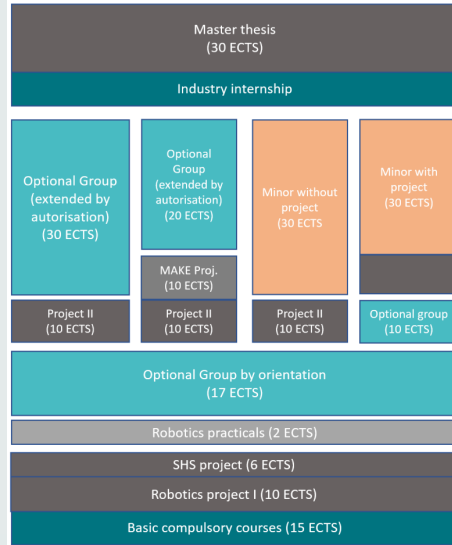 Master thesis
(30 ECTS)
Industry internship
Optional Group
(extended by
autorisation)
(30 ECTS)
Optional
Group
(extended by
autorisation)
(20 ECTS)
Minor without
project
(30 ECTS
Minor with
project
(30 ECTS)
MAKE Proj.
(10 ECTS)
Project II
(10 ECTS)
Project II
(10 ECTS)
Project II
(10 ECTS)
Optional group
(10 ECTS)
Optional Group by orientation
(17 ECTS)
Robotics practicals (2 ECTS)
SHS project (6 ECTS)
Robotics project I (10 ECTS)
Basic compulsory courses (15 ECTS)